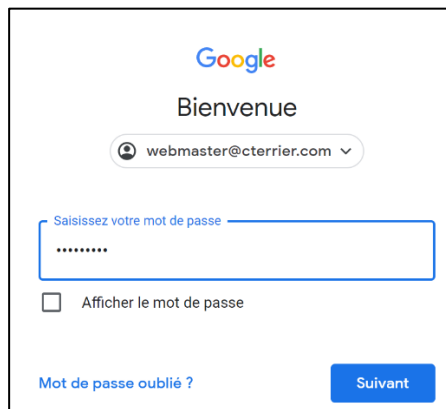 Google
Bienvenue
webmaster@cterrier.com
Saisissez votre mot de passe
•••••••••
Afficher le mot de passe
Mot de passe oublié ?
Suivant